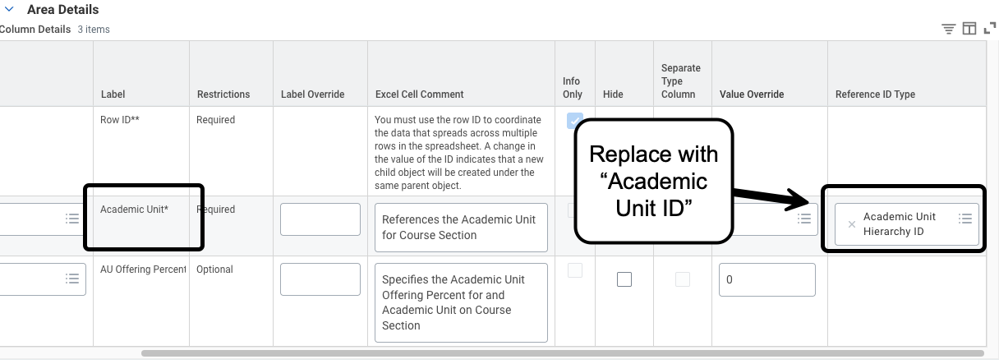 Area Details
Column Details 3 items
Label
Restrictions
Label Override
Excel Cell Comment
Info
Only
Hide
Separate
Type
Column
Value Override
Reference ID Type
Row ID**
Required
You must use the row ID to coordinate
the data that spreads across multiple
rows in the spreadsheet. A change in
the value of the ID indicates that a new
child object will be created under the
same parent object.
Replace with
“Academic
Unit ID”
Academic Unit*
Required
References the Academic Unit
for Course Section
Academic Unit
Hierarchy ID
AU Offering Percent
Optional
Specifies the Academic Unit
Offering Percent for and
Academic Unit on Course
Section
0